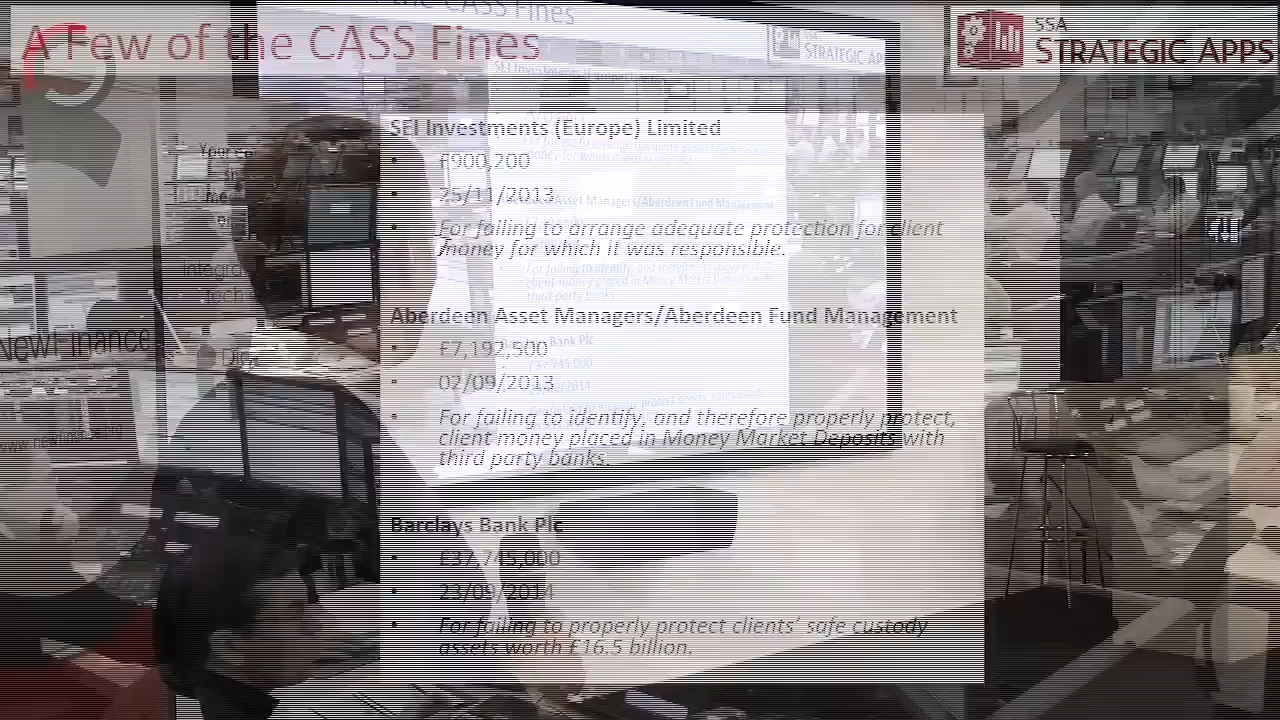 A Few of the CASS Fines
the CASS Fines
SSA
STRATEGIC APPS
SEI Investments (Europe) Limited
• £900,200
• 25/11/2013
• For failing to arrange adequate protection for client
money for which it was responsible.
Aberdeen Asset Managers/Aberdeen Fund Management
• £7,192,500
• 02/09/2013
• For failing to identify, and therefore properly protect,
client money placed in Money Market Deposits with
third party banks.
Barclays Bank Plc
• £37,745,000
• 23/09/2014
• For failing to properly protect clients' safe custody
assets worth £16.5 billion.
NewFinance